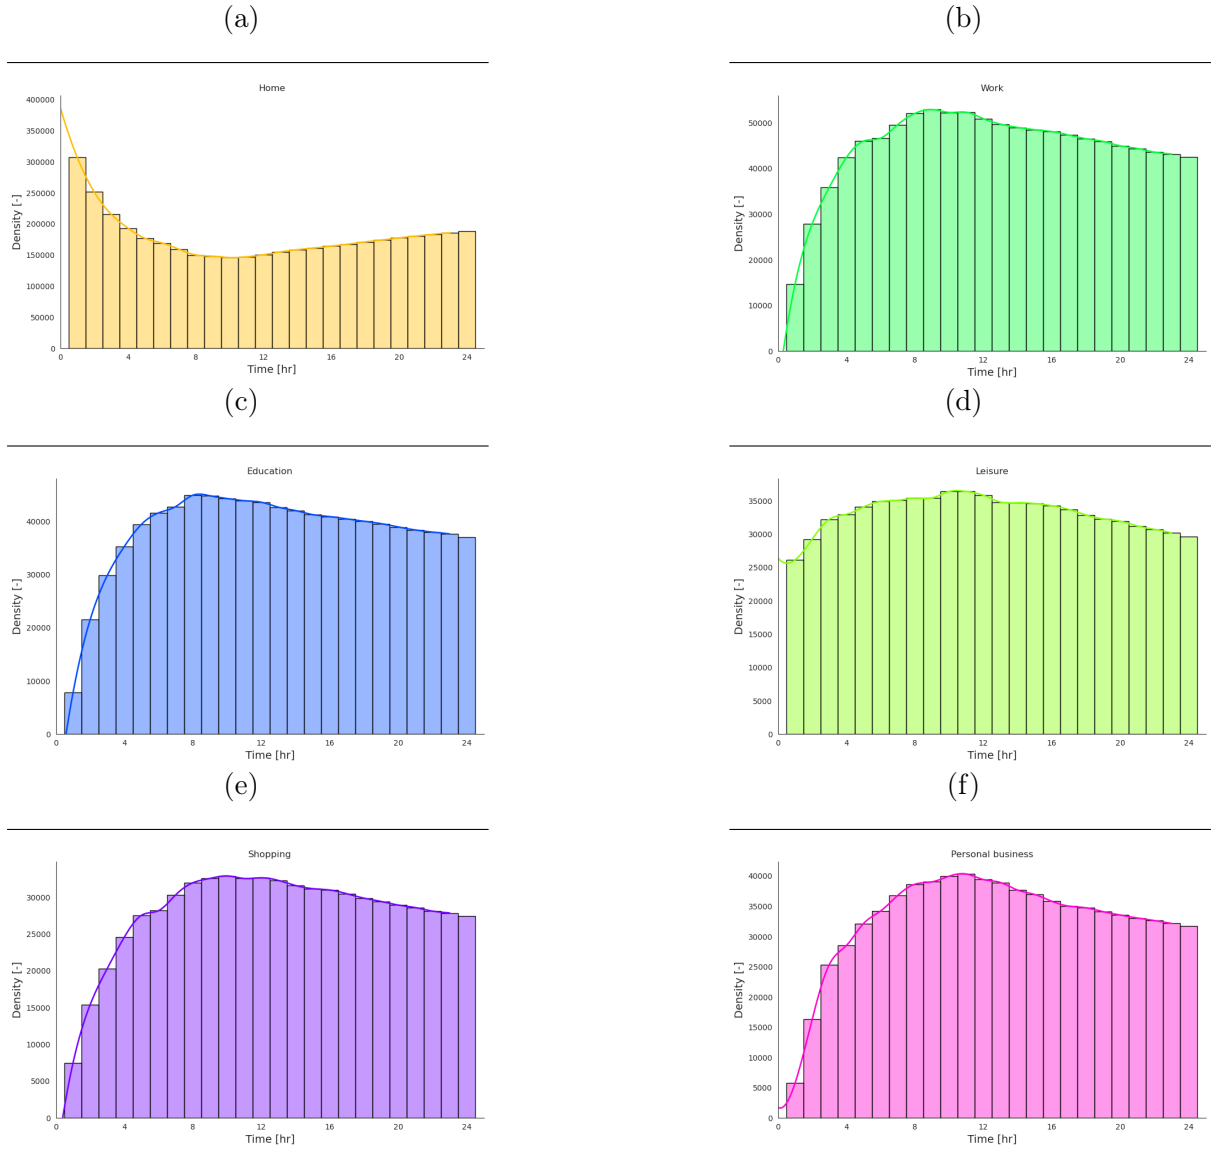 (a)
Home
400000
350000
300000
250000
200000
150000
100000
50000
0
Density [-]
0 4 8 12 16 20 24
Time [hr]
(b)
Work
50000
40000
30000
20000
10000
0
Density [-]
0 4 8 12 16 20 24
Time [hr]
(c)
Education
40000
30000
20000
10000
0
Density [-]
0 4 8 12 16 20 24
Time [hr]
(d)
Leisure
35000
30000
25000
20000
15000
10000
5000
0
Density [-]
0 4 8 12 16 20 24
Time [hr]
(e)
Shopping
30000
25000
20000
15000
10000
5000
0
Density [-]
0 4 8 12 16 20 24
Time [hr]
(f)
Personal business
40000
35000
30000
25000
20000
15000
10000
5000
0
Density [-]
0 4 8 12 16 20 24
Time [hr]